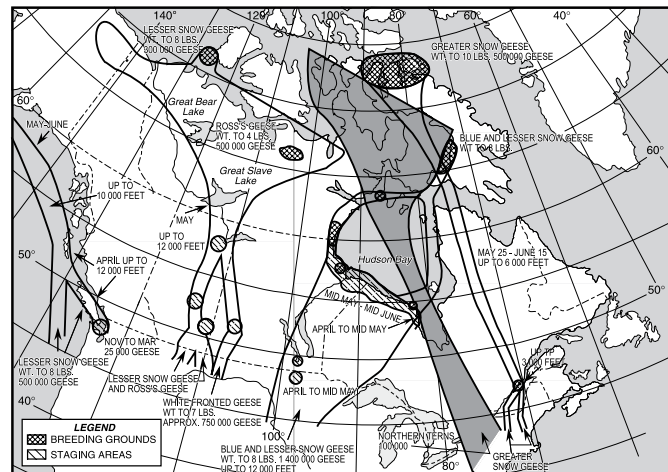 140°
120°
100°
80°
60°
40°
LESSER SNOW GEESE
WT. TO 8 LBS.
300 000 GEESE
GREATER SNOW GEESE
WT. TO 10 LBS. 500 000 GEESE
Great Bear
Lake
60°
MAY-JUNE
ROSS'S GEESE
WT. TO 4 LBS.
500 000 GEESE
BLUE AND LESSER SNOW GEESE
WT TO 8 LBS.
60°
Great Slave
Lake
UP TO
10 000 FEET
MAY
UP TO
12 000 FEET
50°
APRIL UP TO
12 000 FEET
Hudson Bay
MAY 25 - JUNE 15
UP TO 6 000 FEET
50°
MID MAY - MID JUNE
APRIL TO MID MAY
NOV TO MAR
25 000 GEESE
UP TP
3 000 FEET
LESSER SNOW GEESE
WT. TO 8 LBS.
500 000 GEESE
LESSER SNOW GEESE
AND ROSS'S GEESE
APRIL TO MID MAY
40°
WHITE FRONTED GEESE
WT TO 7 LBS.
APPROX. 750 000 GEESE
LEGEND
BREEDING GROUNDS
STAGING AREAS
100°
BLUE AND LESSER SNOW GEESE
WT. TO 8 LBS. 1 400 000 GEESE
UP TO 12 000 FEET
NORTHERN TERNS
100 000
80°
GREATER
SNOW GEESE